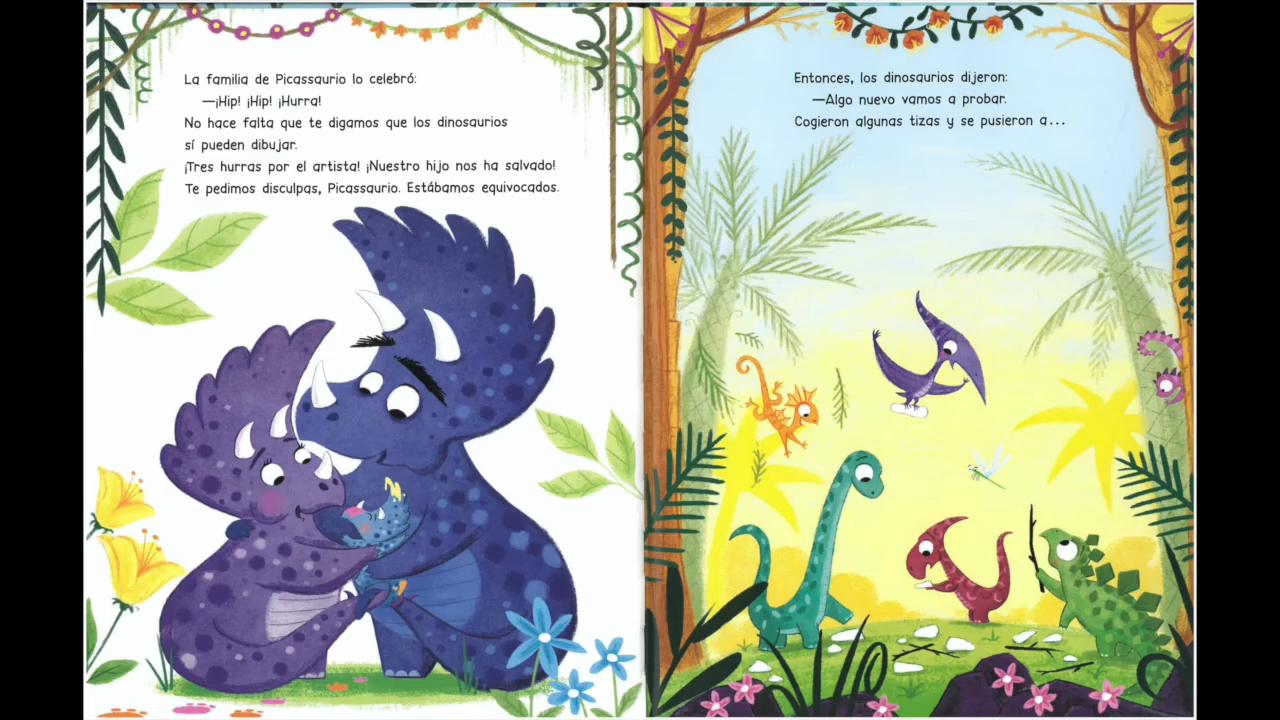 La familia de Picassaurio lo celebró:
—¡Hip! ¡Hip! ¡Hurra!
No hace falta que te digamos que los dinosaurios
sí pueden dibujar.
¡Tres hurras por el artista! ¡Nuestro hijo nos ha salvado!
Te pedimos disculpas, Picassaurio. Estábamos equivocados.
Entonces, los dinosaurios dijeron:
—Algo nuevo vamos a probar.
Cogieron algunas tizas y se pusieron a...